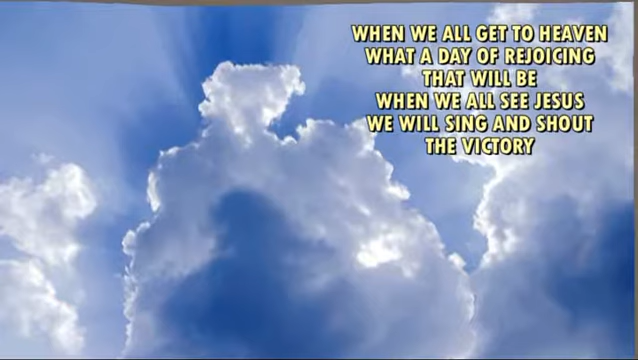 WHEN WE ALL GET TO HEAVEN
WHAT A DAY OF REJOICING
THAT WILL BE
WHEN WE ALL SEE JESUS
WE WILL SING AND SHOUT
THE VICTORY